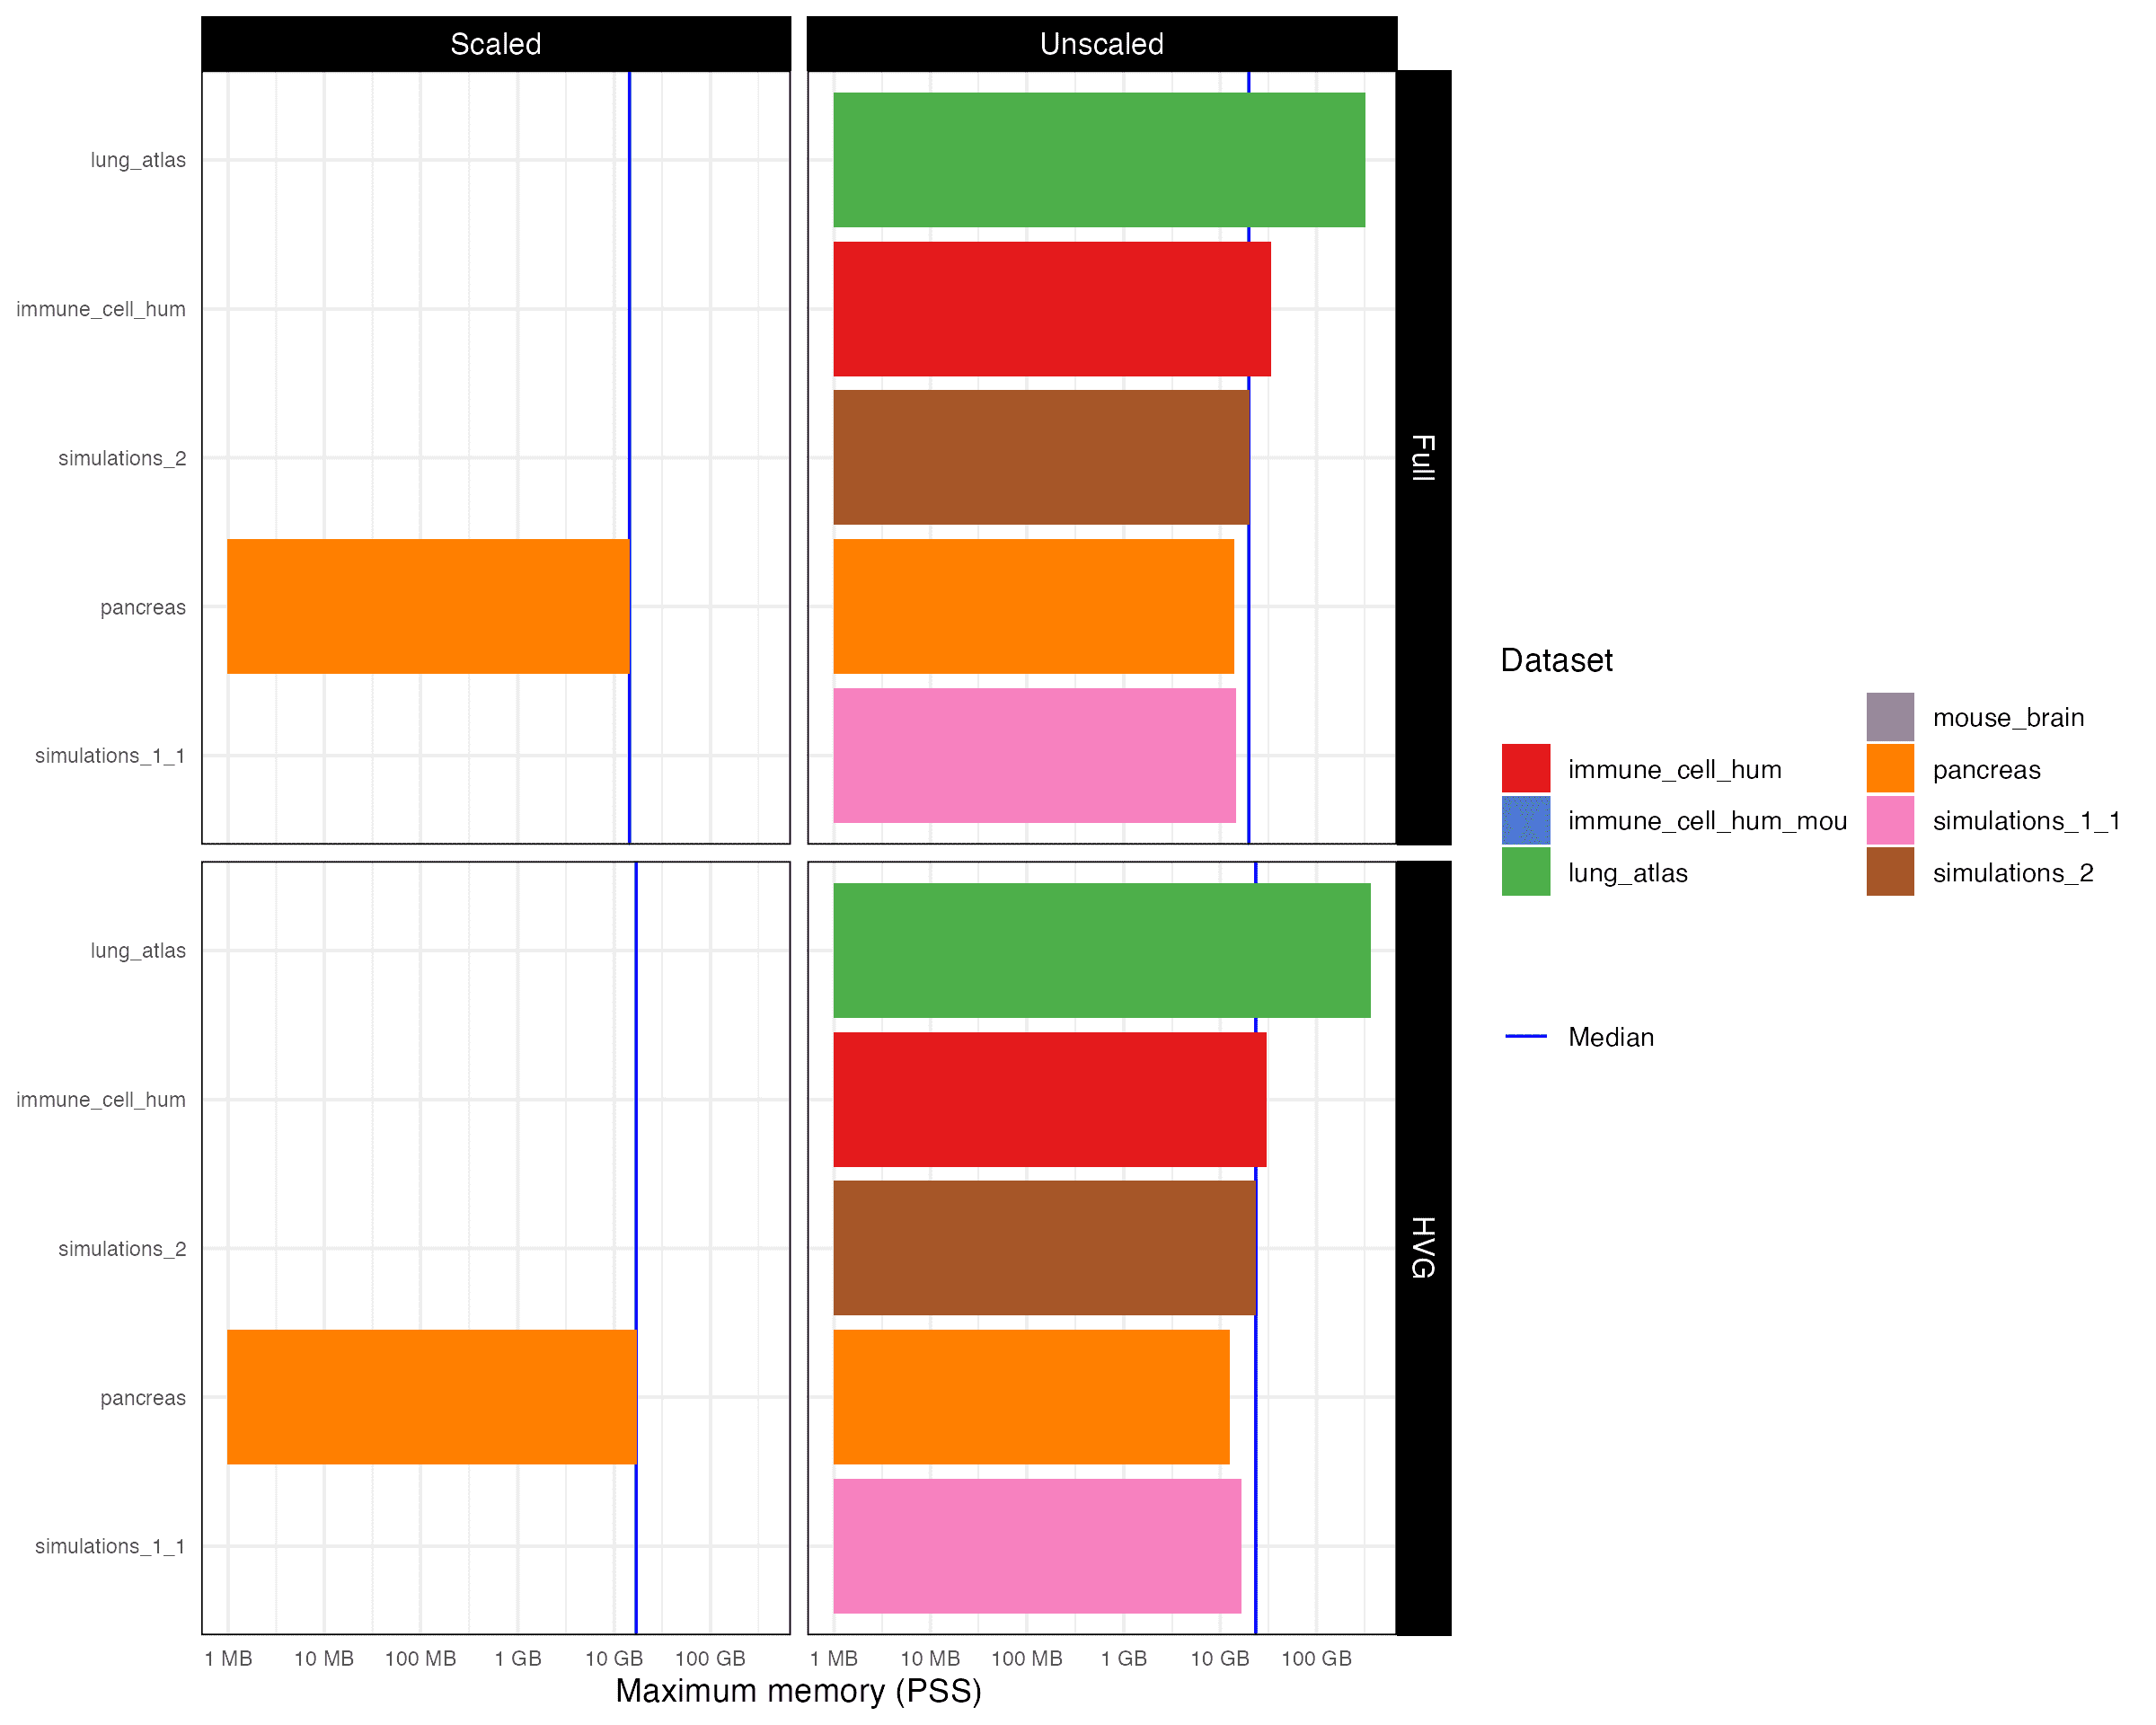 Scaled
Unscaled
lung_atlas
immune_cell_hum
simulations_2
pancreas
simulations_1_1
Full
lung_atlas
immune_cell_hum
simulations_2
pancreas
simulations_1_1
HVG
1 MB 10 MB 100 MB 1 GB 10 GB 100 GB
1 MB 10 MB 100 MB 1 GB 10 GB 100 GB
Maximum memory (PSS)
Dataset
immune_cell_hum
immune_cell_hum_mou
lung_atlas
mouse_brain
pancreas
simulations_1_1
simulations_2
Median